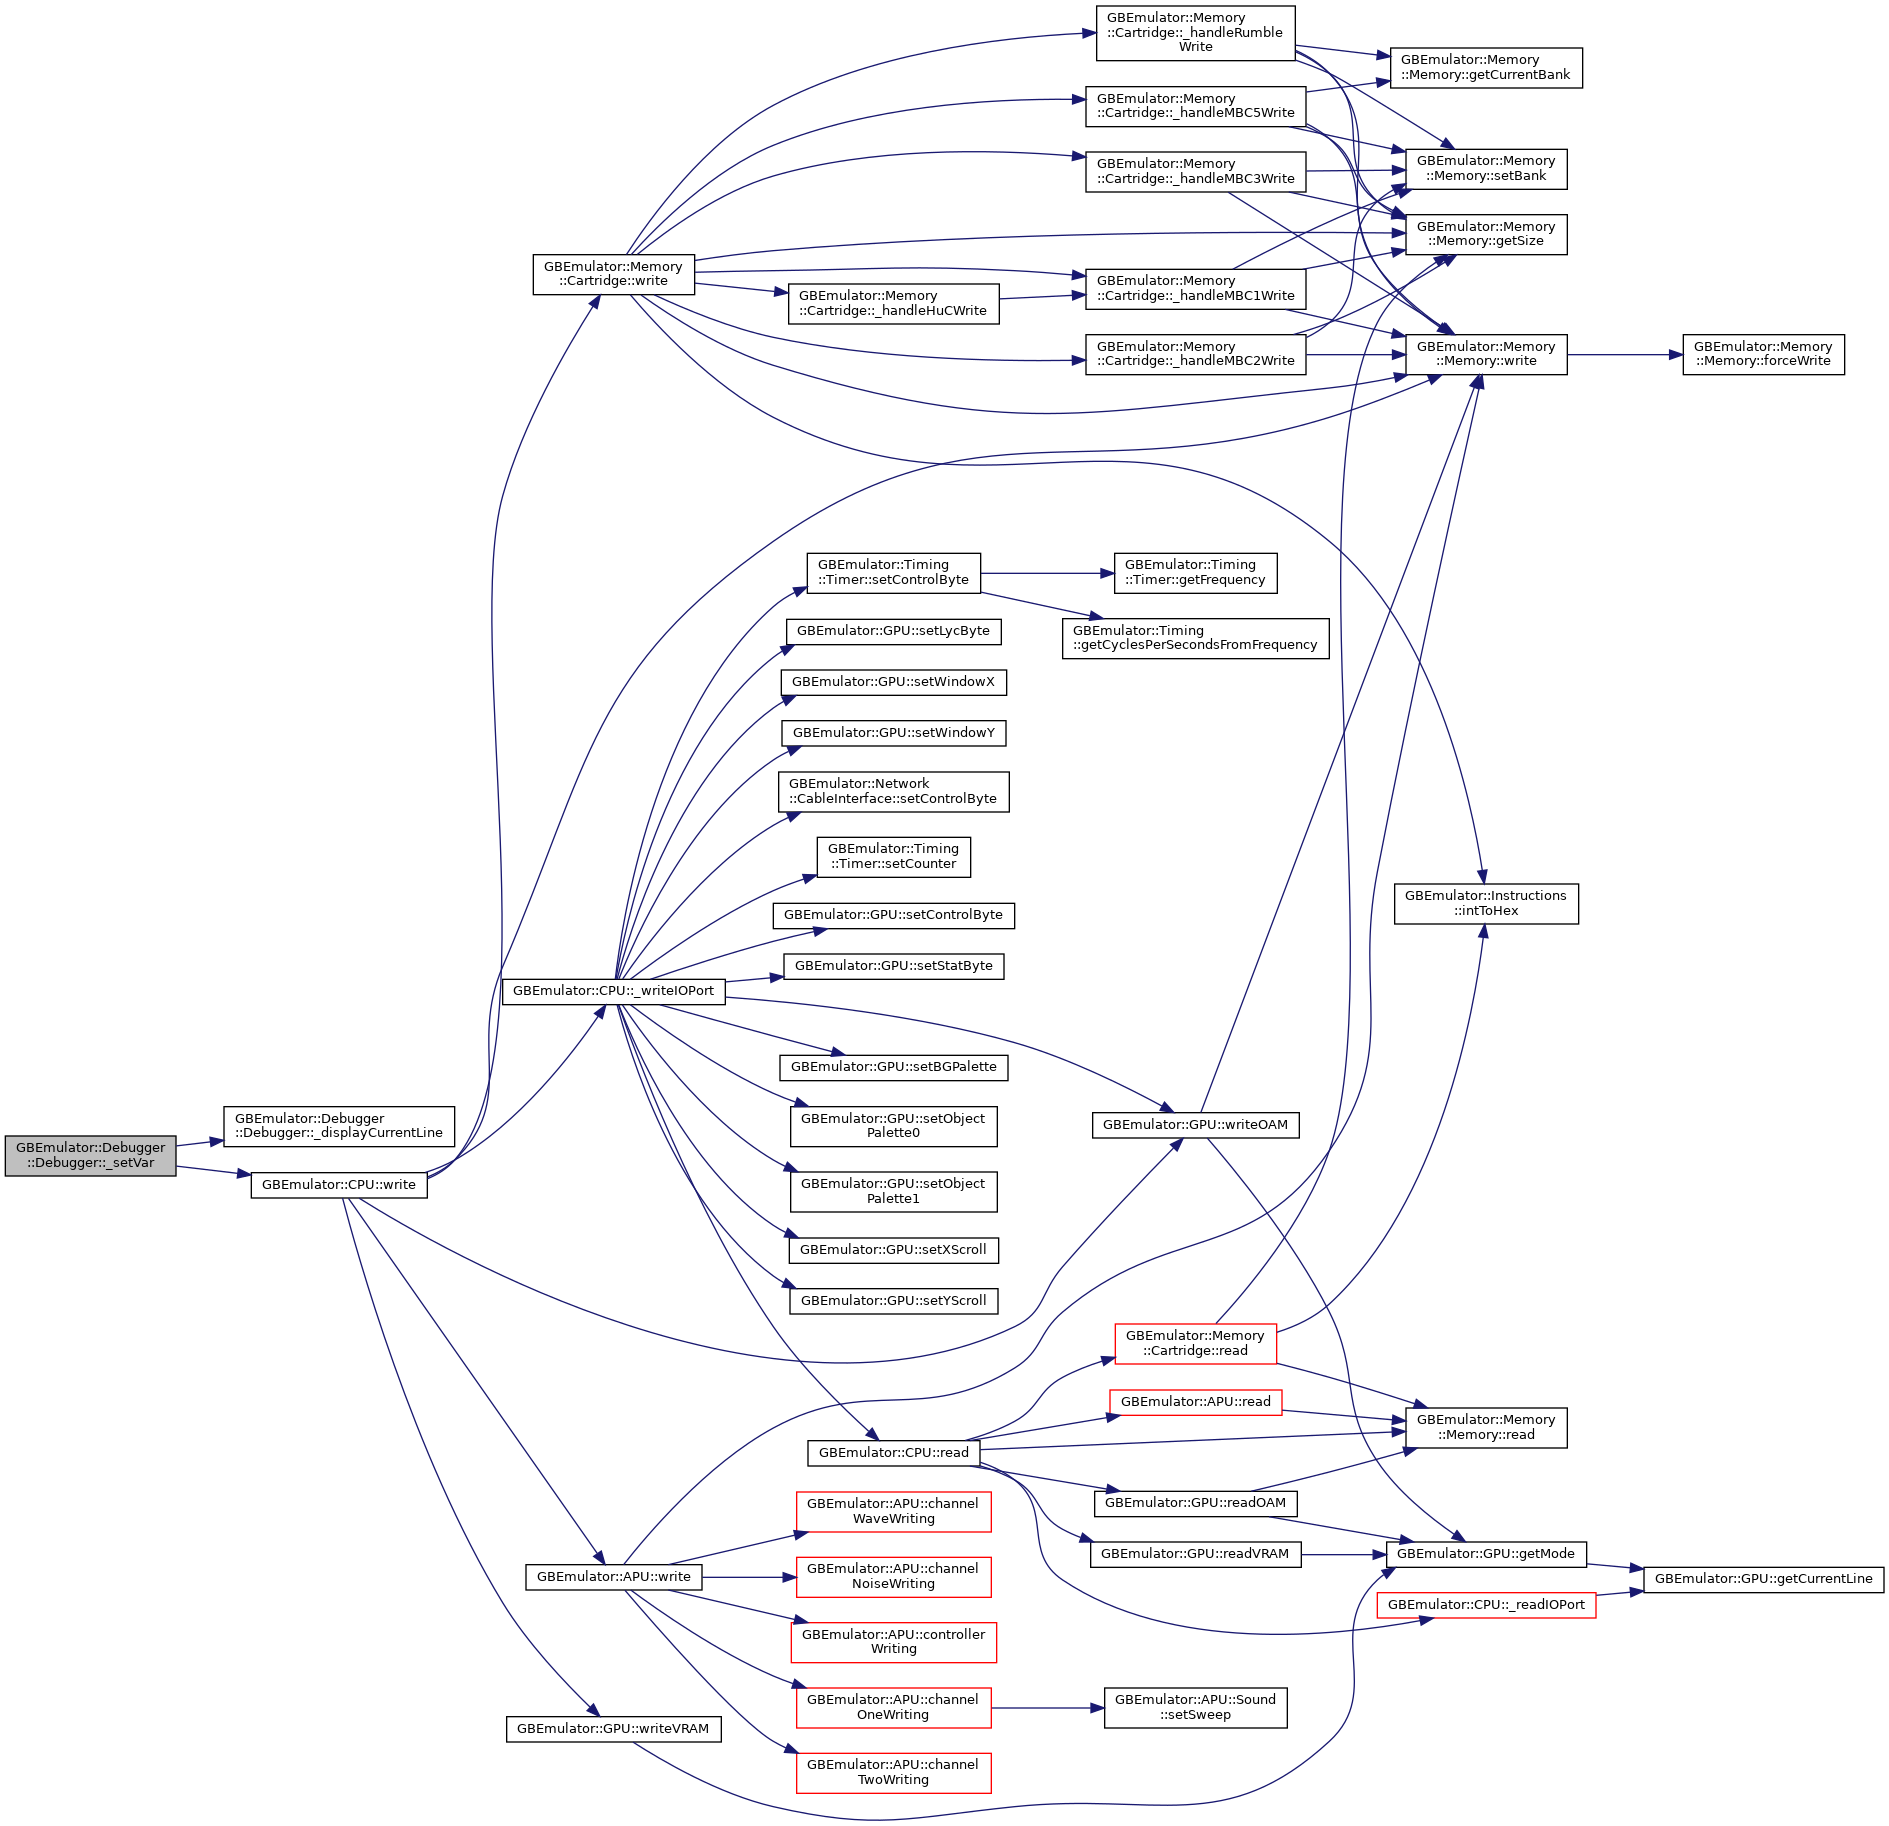 GBEmulator::Debugger
::Debugger::_setVar
GBEmulator::Debugger
::Debugger::_displayCurrentLine
GBEmulator::CPU::write
GBEmulator::Memory
::Cartridge::write
GBEmulator::CPU::_writeIOPort
GBEmulator::APU::write
GBEmulator::GPU::writeVRAM
GBEmulator::Memory
::Cartridge::_handleHuCWrite
GBEmulator::Timing
::Timer::setControlByte
GBEmulator::GPU::setLycByte
GBEmulator::GPU::setWindowX
GBEmulator::GPU::setWindowY
GBEmulator::Network
::CableInterface::setControlByte
GBEmulator::Timing
::Timer::setCounter
GBEmulator::GPU::setControlByte
GBEmulator::GPU::setStatByte
GBEmulator::GPU::setBGPalette
GBEmulator::GPU::setObject
Palette0
GBEmulator::GPU::setObject
Palette1
GBEmulator::GPU::setXScroll
GBEmulator::GPU::setYScroll
GBEmulator::CPU::read
GBEmulator::APU::channel
WaveWriting
GBEmulator::APU::channel
NoiseWriting
GBEmulator::APU::controller
Writing
GBEmulator::APU::channel
OneWriting
GBEmulator::APU::channel
TwoWriting
GBEmulator::Memory
::Cartridge::_handleRumble
Write
GBEmulator::Memory
::Cartridge::_handleMBC5Write
GBEmulator::Memory
::Cartridge::_handleMBC3Write
GBEmulator::Memory
::Cartridge::_handleMBC1Write
GBEmulator::Memory
::Cartridge::_handleMBC2Write
GBEmulator::Timing
::Timer::getFrequency
GBEmulator::Timing
::getCyclesPerSecondsFromFrequency
GBEmulator::GPU::writeOAM
GBEmulator::Memory
::Cartridge::read
GBEmulator::APU::read
GBEmulator::GPU::readOAM
GBEmulator::GPU::readVRAM
GBEmulator::APU::Sound
::setSweep
GBEmulator::Memory
::Memory::getCurrentBank
GBEmulator::Memory
::Memory::setBank
GBEmulator::Memory
::Memory::getSize
GBEmulator::Memory
::Memory::write
GBEmulator::Instructions
::intToHex
GBEmulator::Memory
::Memory::read
GBEmulator::GPU::getMode
GBEmulator::CPU::_readIOPort
GBEmulator::Memory
::Memory::forceWrite
GBEmulator::GPU::getCurrentLine